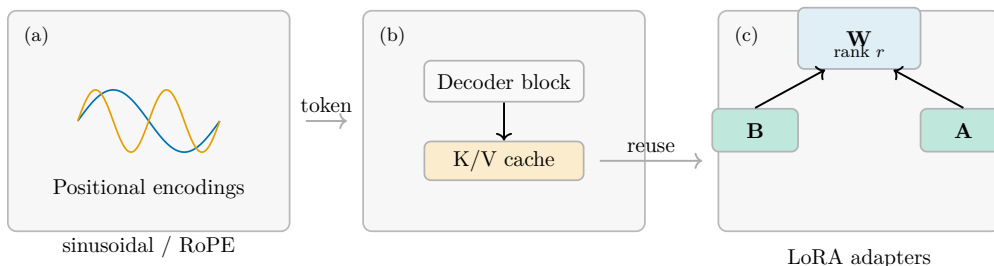 (a)
Positional encodings
sinusoidal / RoPE
token
(b)
Decoder block
K/V cache
reuse
(c)
W
rank r
B
A
LoRA adapters